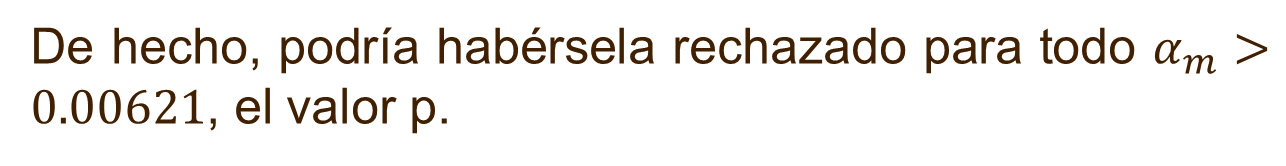 De hecho, podría habérsela rechazado para todo αₘ >
0.00621, el valor p.